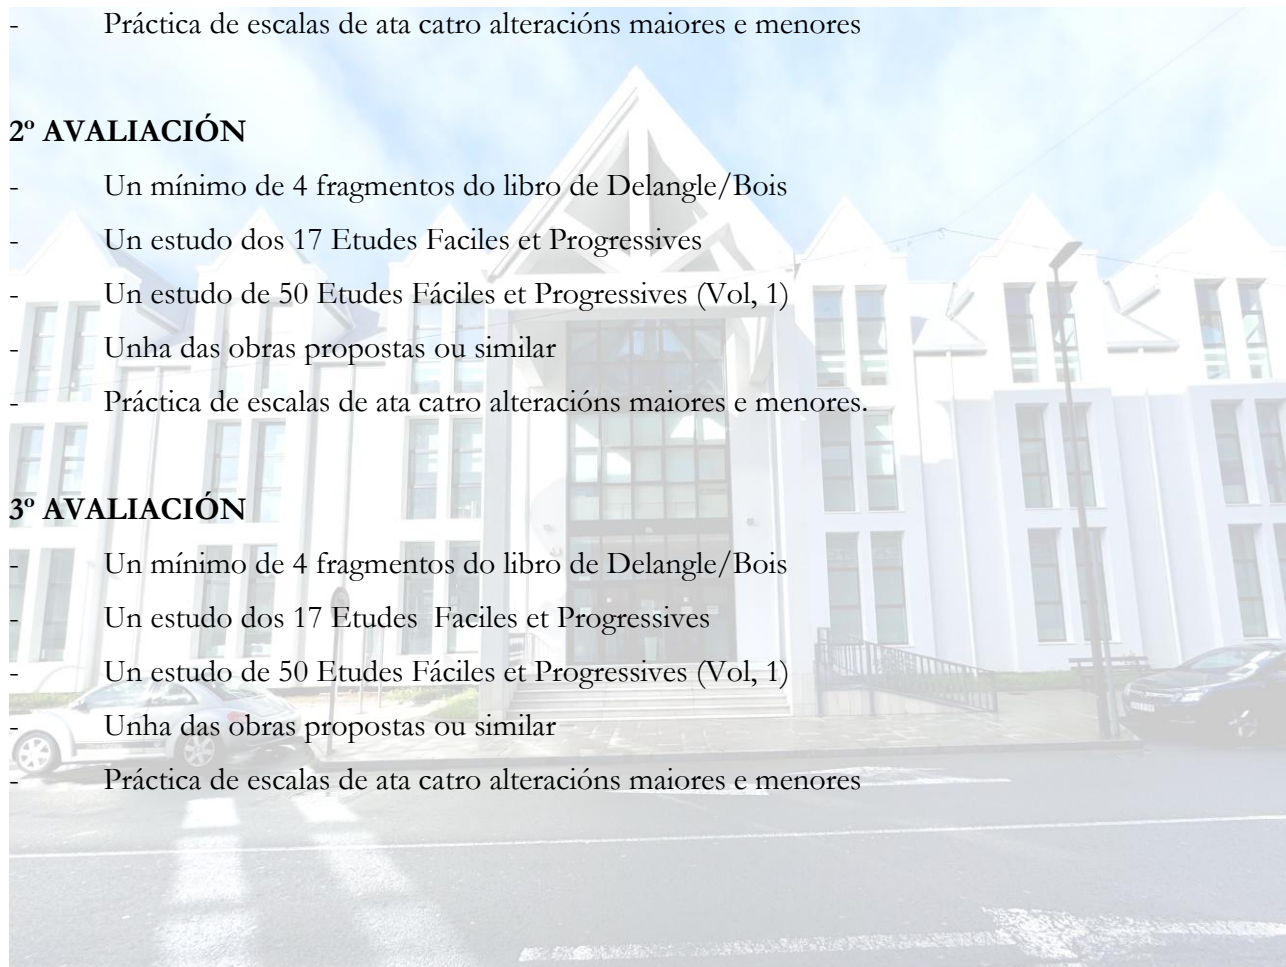 - Práctica de escalas de ata catro alteracións maiores e menores
2º AVALIACIÓN
- Un mínimo de 4 fragmentos do libro de Delangle/Bois
- Un estudo dos 17 Etudes Faciles et Progressives
- Un estudo de 50 Etudes Fáciles et Progressives (Vol, 1)
- Unha das obras propostas ou similar
- Práctica de escalas de ata catro alteracións maiores e menores.
3º AVALIACIÓN
- Un mínimo de 4 fragmentos do libro de Delangle/Bois
- Un estudo dos 17 Etudes  Faciles et Progressives
- Un estudo de 50 Etudes Fáciles et Progressives (Vol, 1)
- Unha das obras propostas ou similar
- Práctica de escalas de ata catro alteracións maiores e menores